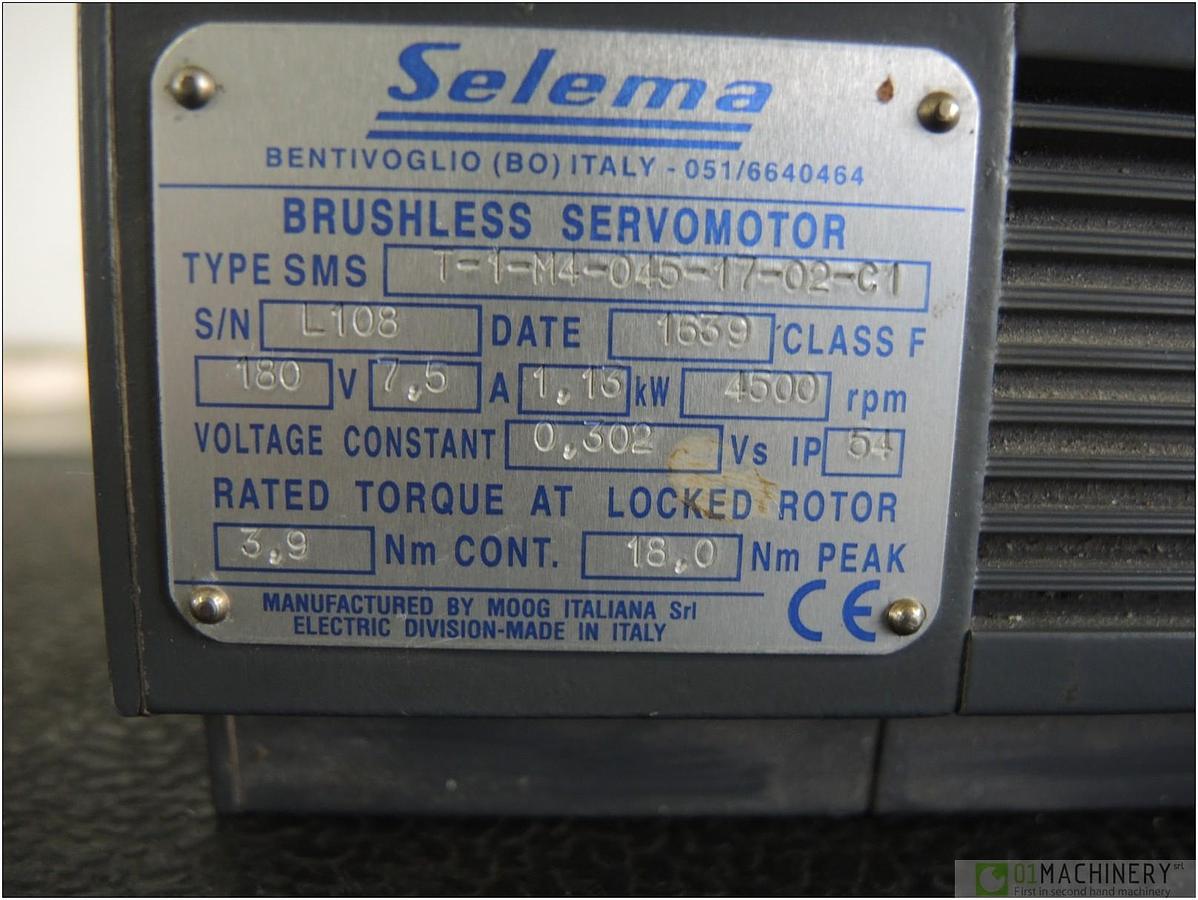 Selema
BENTIVOGLIO (BO) ITALY - 051/6640464
BRUSHLESS SERVOMOTOR
TYPE SMS T-1-M4-045-17-02-C1
S/N L108 DATE 1639 CLASS F
180 V 7,5 A 1,13 kW 4500 rpm
VOLTAGE CONSTANT 0,302 Vs IP 54
RATED TORQUE AT LOCKED ROTOR
3,9 Nm CONT. 18,0 Nm PEAK
MANUFACTURED BY MOOG ITALIANA Srl
ELECTRIC DIVISION-MADE IN ITALY
CE
01MACHINERY srl
First in second hand machinery